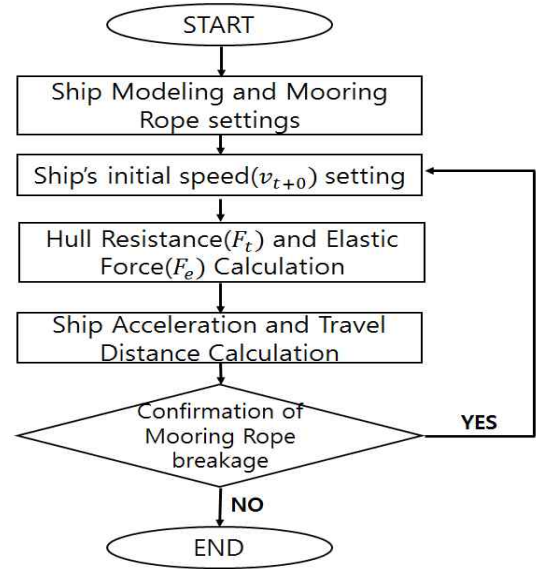 START
Ship Modeling and Mooring
Rope settings
Ship's initial speed(v_{t+0}) setting
Hull Resistance(F_t) and Elastic
Force(F_e) Calculation
Ship Acceleration and Travel
Distance Calculation
Confirmation of
Mooring Rope
breakage
YES
NO
END